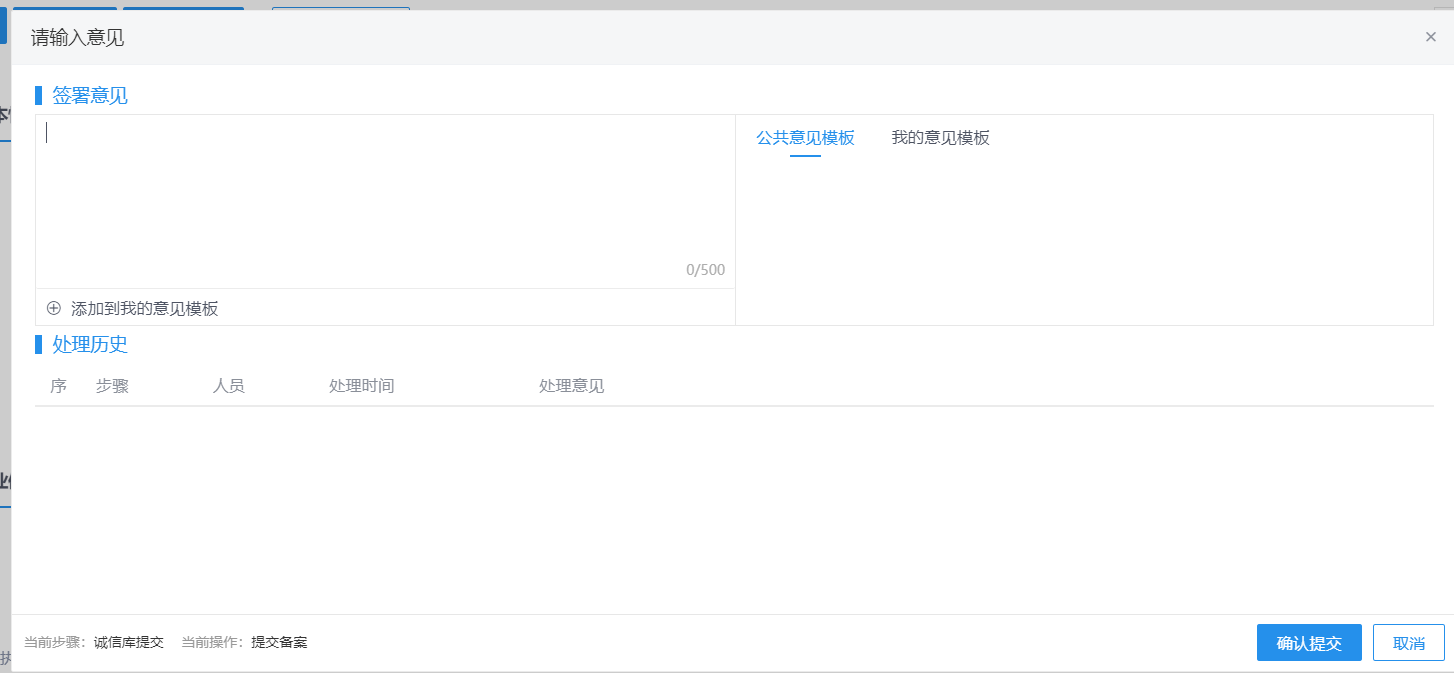 请输入意见
签署意见
公共意见模板 我的意见模板
0/500
添加到我的意见模板
处理历史
序 步骤 人员 处理时间 处理意见
当前步骤：诚信库提交 当前操作：提交备案
确认提交 取消